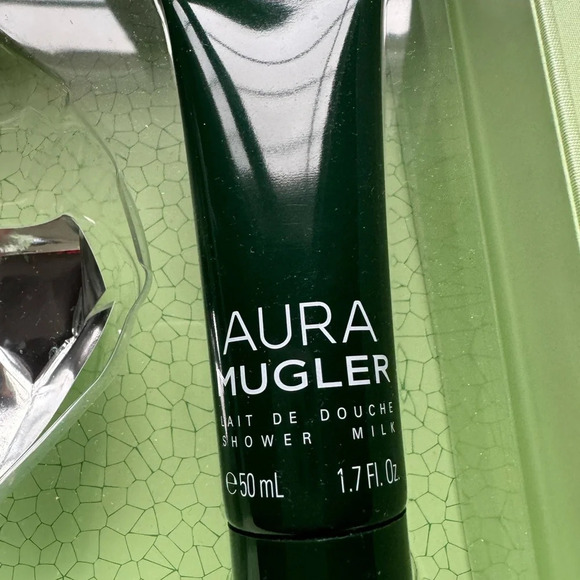 AURA
MUGLER
LAIT DE DOUCHE
SHOWER MILK
℮50 mL 1.7 Fl. Oz.